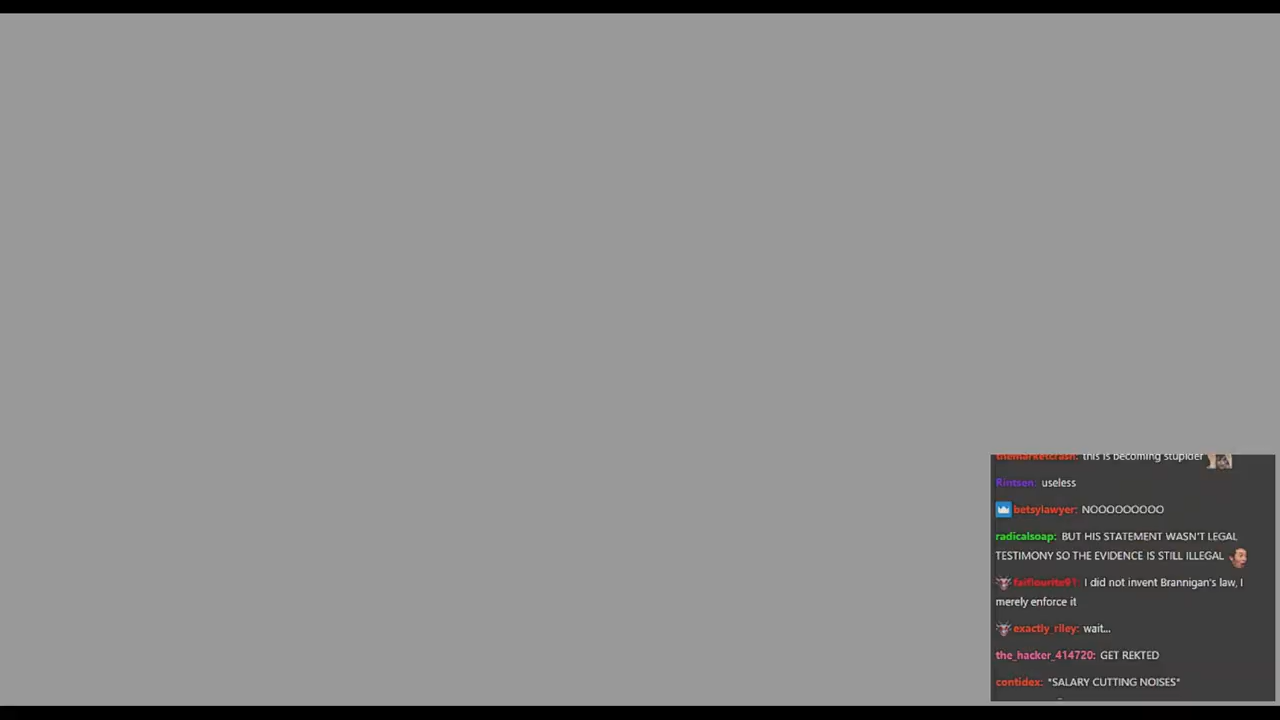 themarketcrash: this is becoming stupider
Rintsen: useless
betsylawyer: NOOOOOOOOO
radicalsoap: BUT HIS STATEMENT WASN'T LEGAL
TESTIMONY SO THE EVIDENCE IS STILL ILLEGAL
faiflourite91: I did not invent Brannigan's law, I
merely enforce it
exactly_riley: wait...
the_hacker_414720: GET REKTED
contidex: *SALARY CUTTING NOISES*